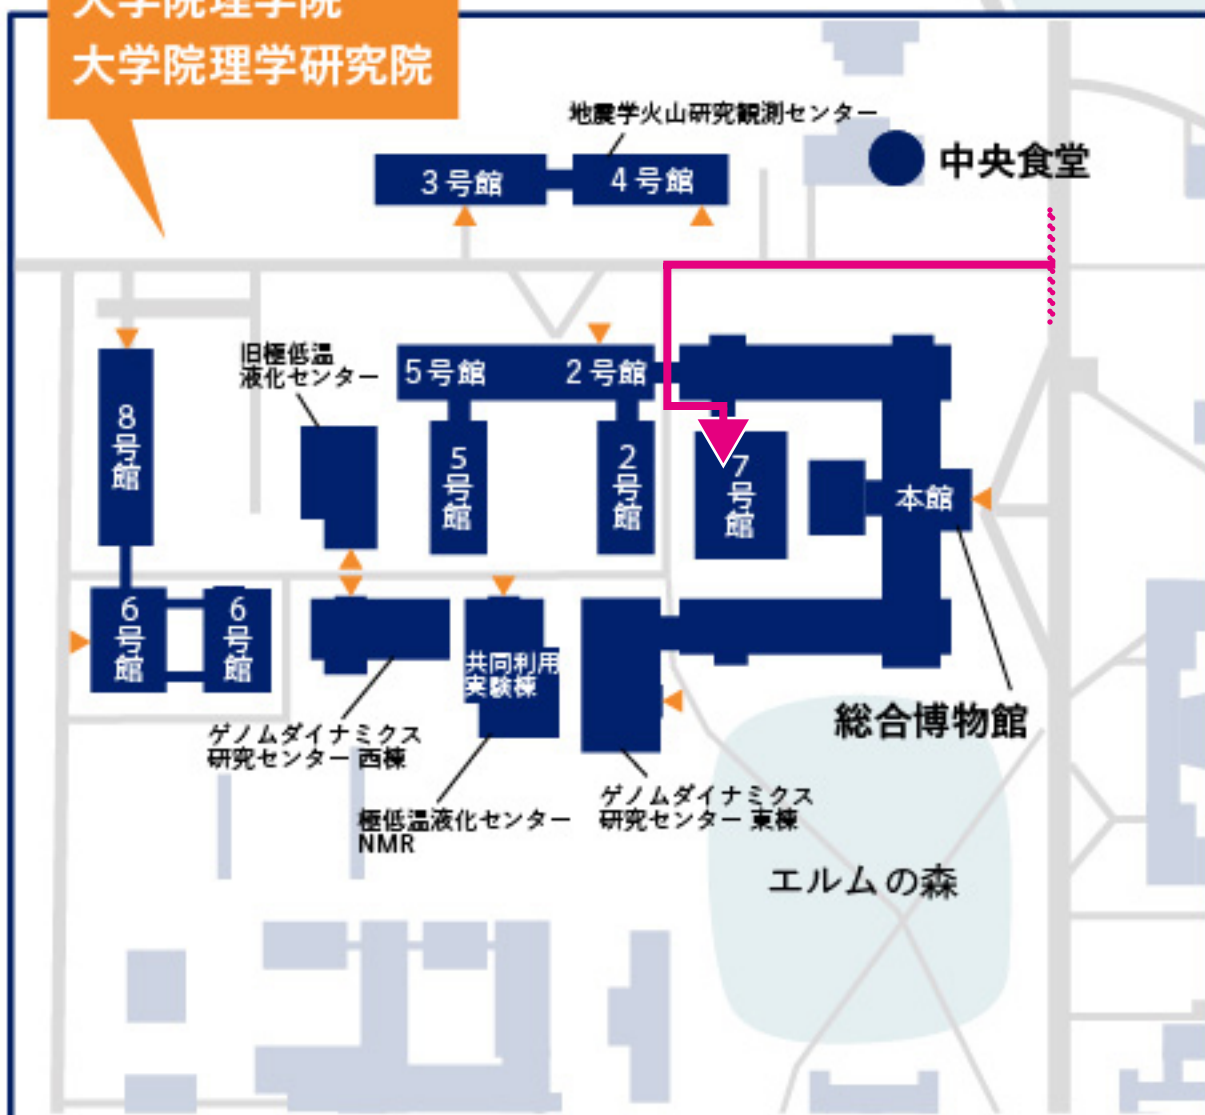 大学院理学院
大学院理学研究院
地震学火山研究観測センター
中央食堂
3号館
4号館
旧極低温
液化センター
5号館
2号館
8号館
5号館
2号館
7号館
本館
6号館
6号館
共同利用
実験棟
総合博物館
ゲノムダイナミクス
研究センター 西棟
極低温液化センター
NMR
ゲノムダイナミクス
研究センター 東棟
エルムの森